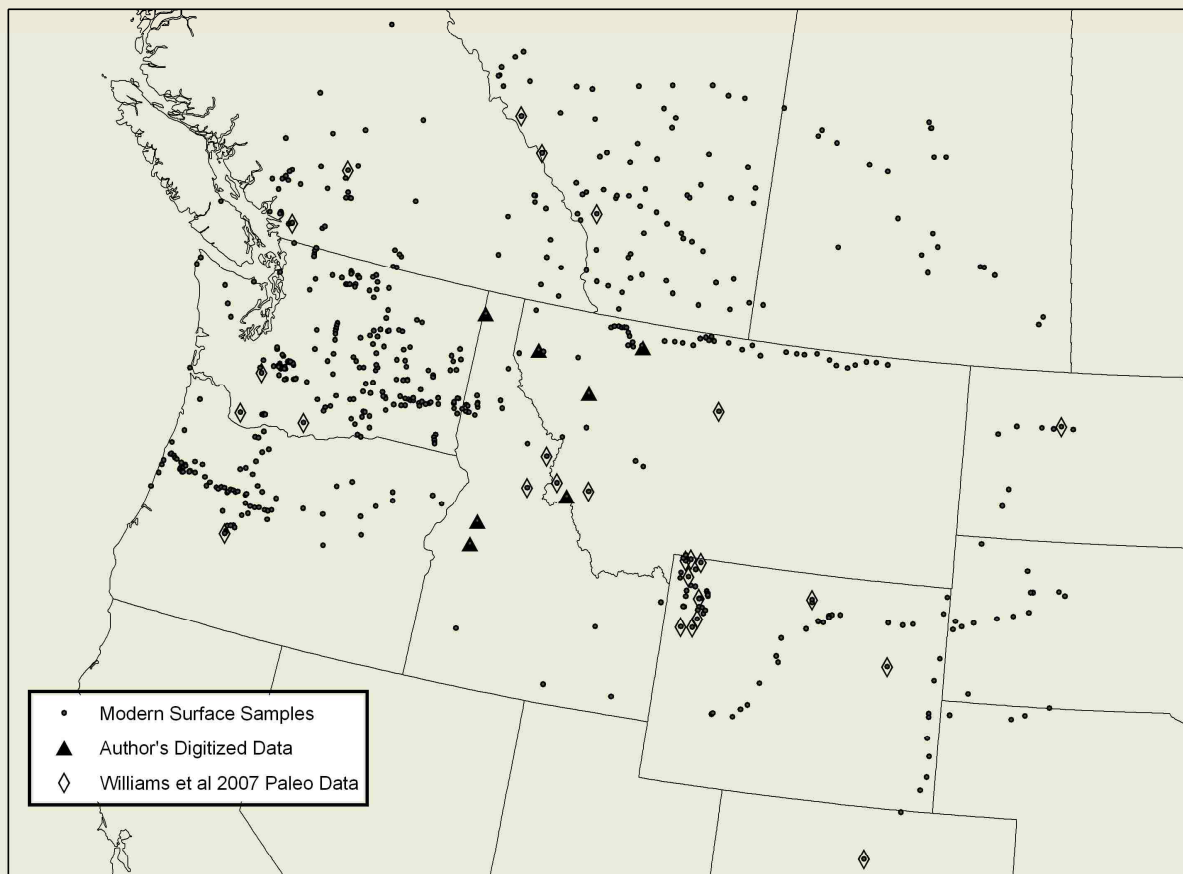 Modern Surface Samples
Author's Digitized Data
Williams et al 2007 Paleo Data